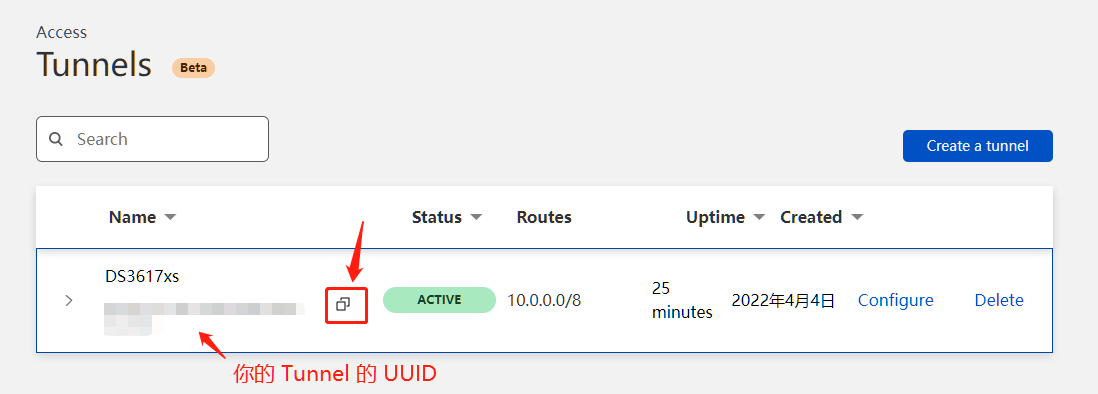 Access
Tunnels Beta
Search
Create a tunnel
Name Status Routes Uptime Created
DS3617xs
ACTIVE 10.0.0.0/8 25 minutes 2022年4月4日 Configure Delete
你的 Tunnel 的 UUID